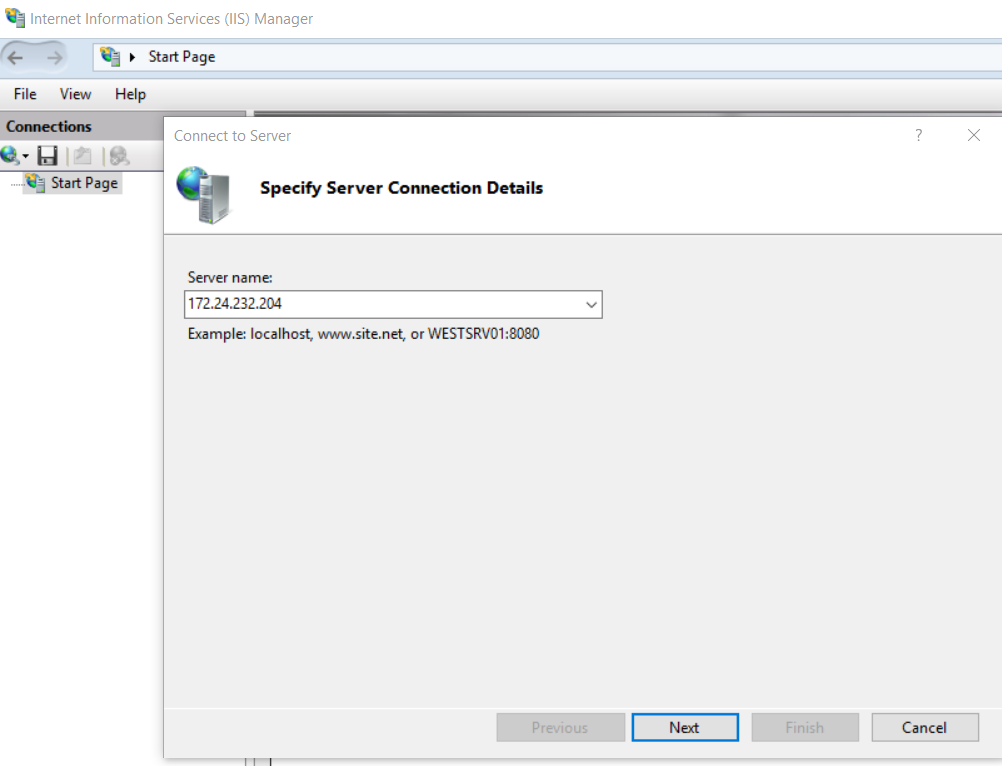 Internet Information Services (IIS) Manager
Start Page
File View Help
Connections
Start Page
Connect to Server
?
Specify Server Connection Details
Server name:
172.24.232.204
Example: localhost, www.site.net, or WESTSRV01:8080
Previous Next Finish Cancel